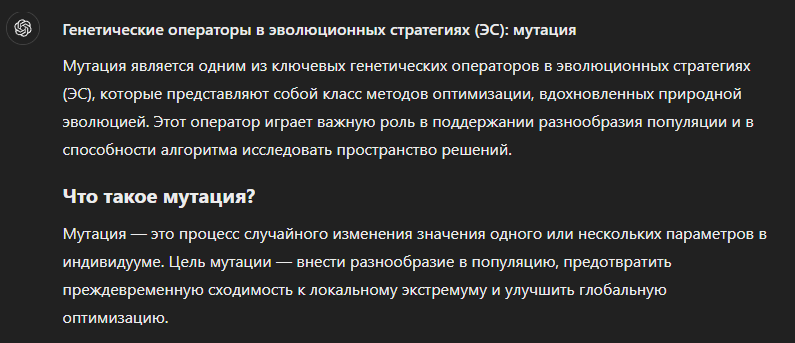 Генетические операторы в эволюционных стратегиях (ЭС): мутация
Мутация является одним из ключевых генетических операторов в эволюционных стратегиях
(ЭС), которые представляют собой класс методов оптимизации, вдохновленных природной
эволюцией. Этот оператор играет важную роль в поддержании разнообразия популяции и в
способности алгоритма исследовать пространство решений.
Что такое мутация?
Мутация — это процесс случайного изменения значения одного или нескольких параметров в
индивидууме. Цель мутации — внести разнообразие в популяцию, предотвратить
преждевременную сходимость к локальному экстремуму и улучшить глобальную
оптимизацию.